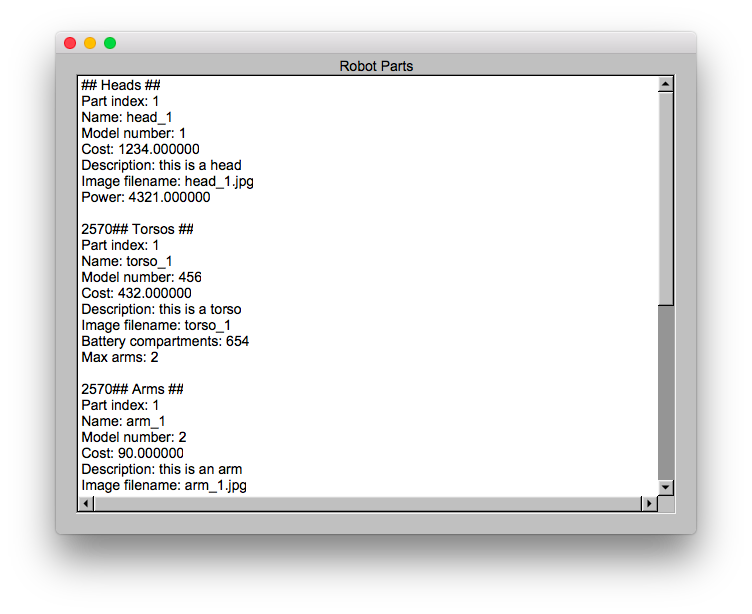 Robot Parts
## Heads ##
Part index: 1
Name: head_1
Model number: 1
Cost: 1234.000000
Description: this is a head
Image filename: head_1.jpg
Power: 4321.000000
2570## Torsos ##
Part index: 1
Name: torso_1
Model number: 456
Cost: 432.000000
Description: this is a torso
Image filename: torso_1
Battery compartments: 654
Max arms: 2
2570## Arms ##
Part index: 1
Name: arm_1
Model number: 2
Cost: 90.000000
Description: this is an arm
Image filename: arm_1.jpg